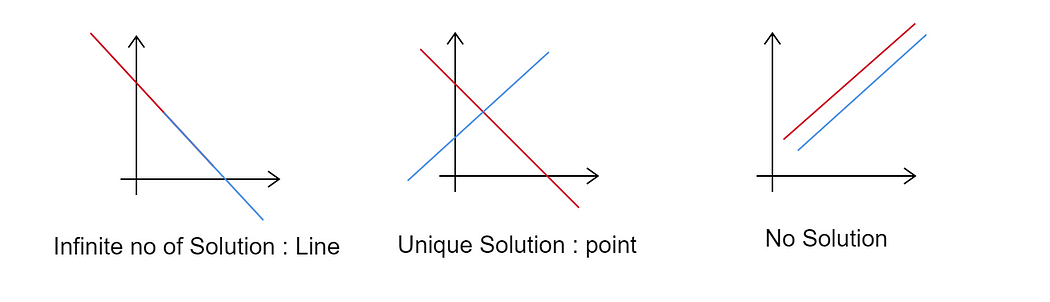 Infinite no of Solution : Line
Unique Solution : point
No Solution